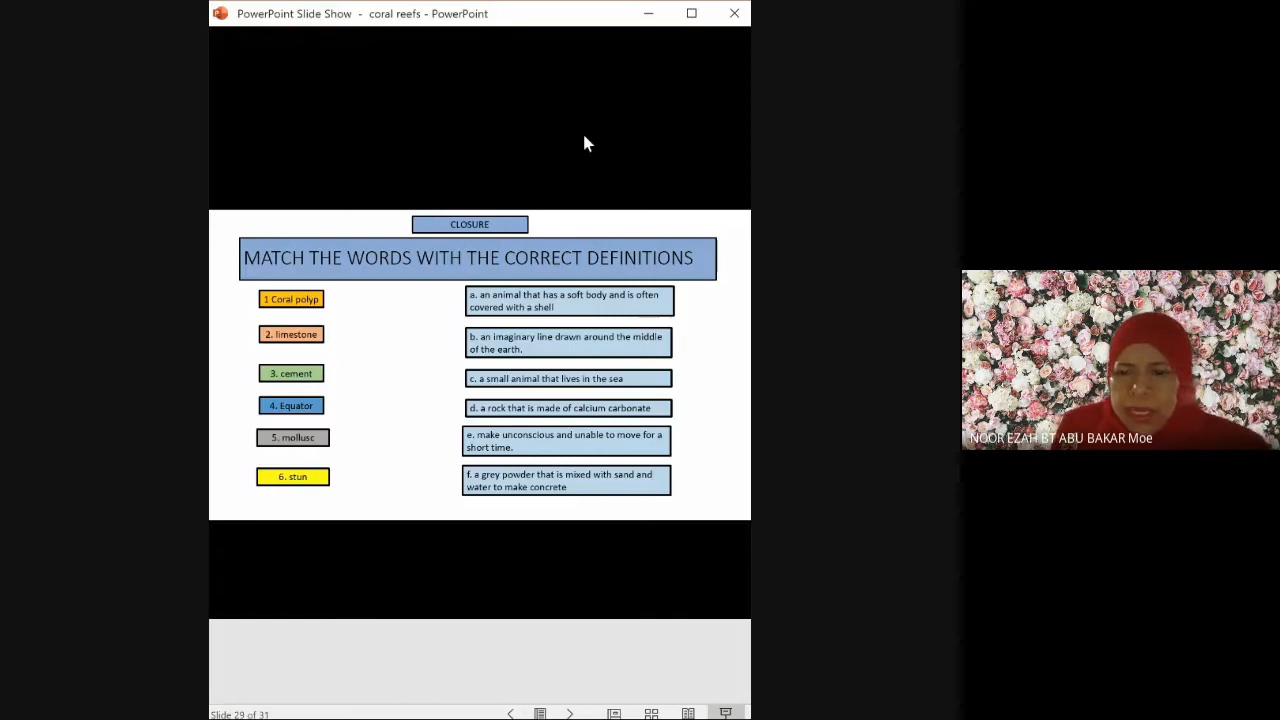 PowerPoint Slide Show - coral reefs - PowerPoint
CLOSURE
MATCH THE WORDS WITH THE CORRECT DEFINITIONS
1 Coral polyp
2. limestone
3. cement
4. Equator
5. mollusc
6. stun
a. an animal that has a soft body and is often
covered with a shell
b. an imaginary line drawn around the middle
of the earth.
c. a small animal that lives in the sea
d. a rock that is made of calcium carbonate
e. make unconscious and unable to move for a
short time.
f. a grey powder that is mixed with sand and
water to make concrete
NOOR EZAH BT ABU BAKAR Moe
Slide 29 of 31